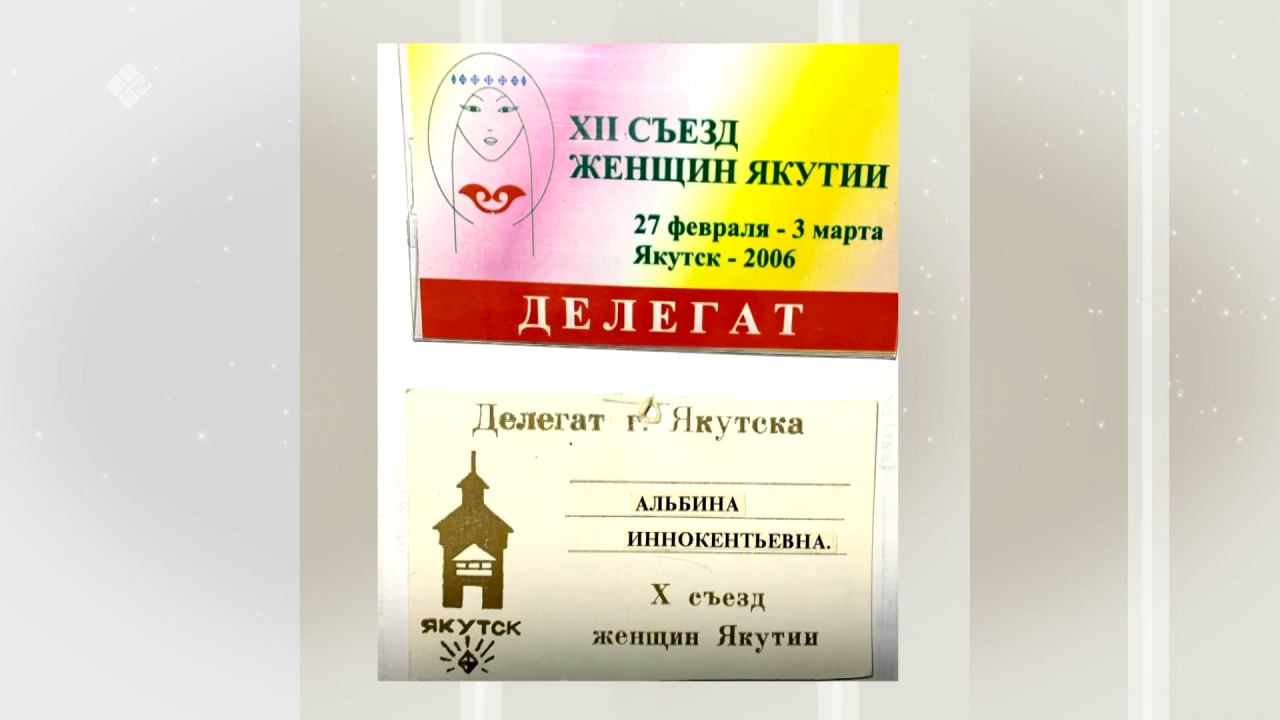 XII СЪЕЗД
ЖЕНЩИН ЯКУТИИ
27 февраля - 3 марта
Якутск - 2006
ДЕЛЕГАТ
Делегат г. Якутска
АЛЬБИНА
ИННОКЕНТЬЕВНА.
X съезд
женщин Якутии
ЯКУТСК